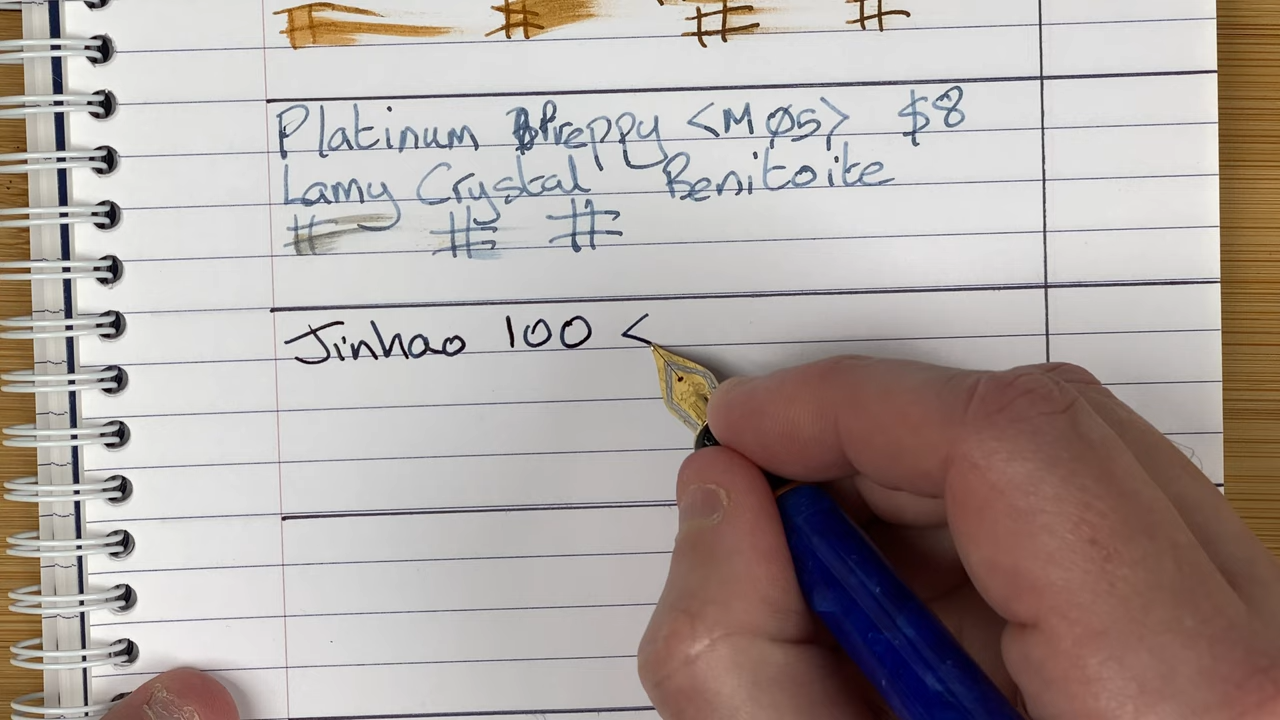 # # # #
Platinum Preppy <M 05> $8
Lamy Crystal Benitoite
# # #
Jinhao 100 <